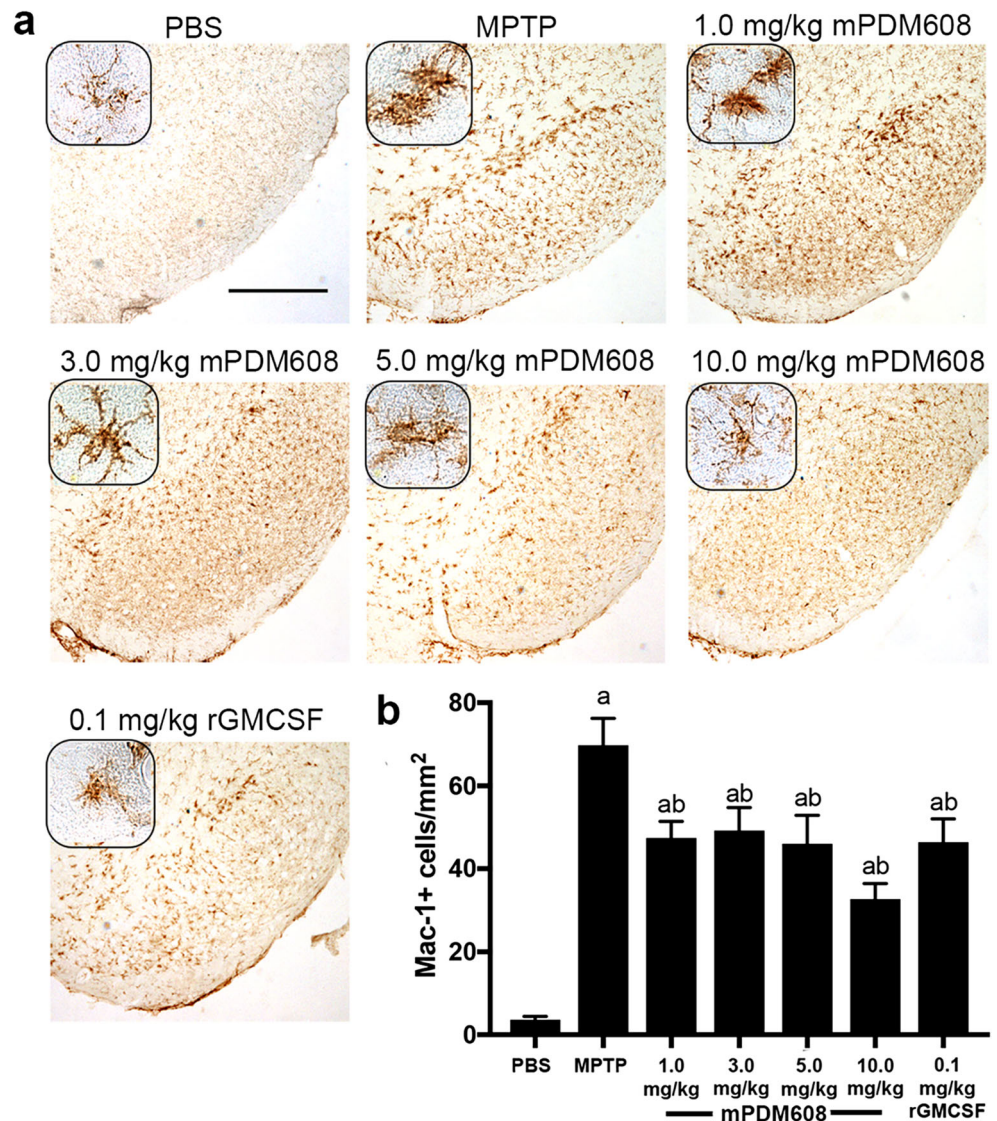 a
PBS
MPTP
1.0 mg/kg mPDM608
3.0 mg/kg mPDM608
5.0 mg/kg mPDM608
10.0 mg/kg mPDM608
0.1 mg/kg rGMCSF
b
Mac-1+ cells/mm²
80
60
40
20
0
a
ab
ab
ab
ab
ab
PBS
MPTP
1.0 mg/kg
3.0 mg/kg
5.0 mg/kg
10.0 mg/kg
0.1 mg/kg rGMCSF
mPDM608